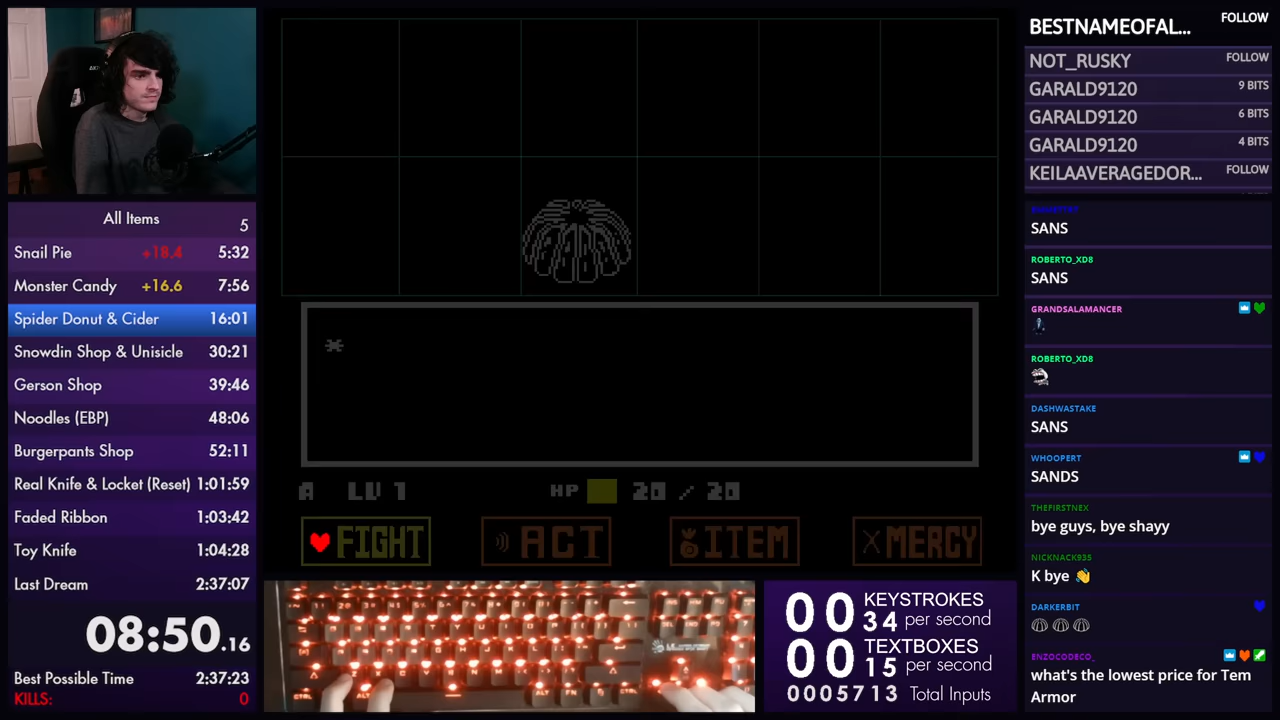 All Items
5
Snail Pie +18.4 5:32
Monster Candy +16.6 7:56
Spider Donut & Cider 16:01
Snowdin Shop & Unisicle 30:21
Gerson Shop 39:46
Noodles (EBP) 48:06
Burgerpants Shop 52:11
Real Knife & Locket (Reset) 1:01:59
Faded Ribbon 1:03:42
Toy Knife 1:04:28
Last Dream 2:37:07
08:50.16
Best Possible Time 2:37:23
KILLS: 0
*
A LV 1 HP 20 / 20
FIGHT ACT ITEM MERCY
00 34 KEYSTROKES per second
00 15 TEXTBOXES per second
0005713 Total Inputs
BESTNAMEOFAL... FOLLOW
NOT_RUSKY FOLLOW
GARALD9120 9 BITS
GARALD9120 6 BITS
GARALD9120 4 BITS
KEILAAVERAGEDOR... FOLLOW
SANS
ROBERTO_XD8
SANS
GRANDSALAMANCER
ROBERTO_XD8
DASHWASTAKE
SANS
WHOOPERT
SANDS
THEFIRSTNEX
bye guys, bye shayy
NICKNACK935
K bye 👋
DARKERBIT
ENZOCODECO_
what's the lowest price for Tem
Armor